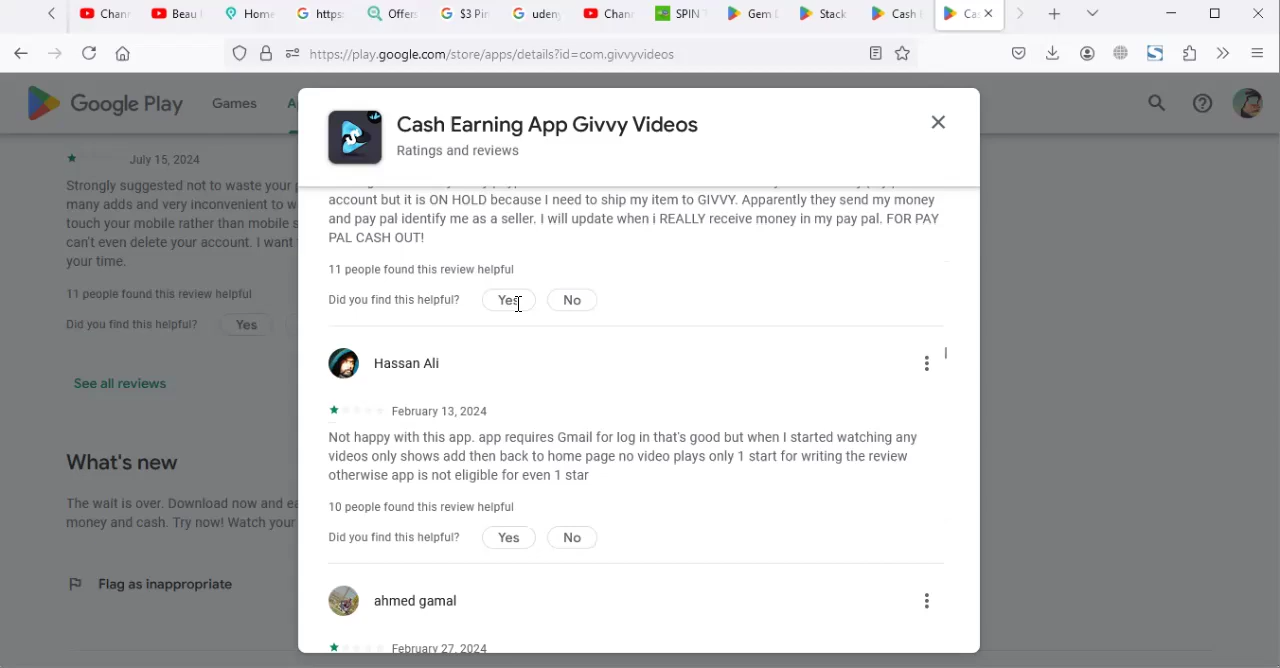 Chann
Beau
Home
https:
Offers
$3 Pin
udem
Chann
SPIN
Gem
Stack
Cash
Ca
https://play.google.com/store/apps/details?id=com.givvyvideos
Google Play
Games
Cash Earning App Givvy Videos
Ratings and reviews
July 15, 2024
Strongly suggested not to waste your
many adds and very inconvenient to w
touch your mobile rather than mobile s
can't even delete your account. I want
your time.
11 people found this review helpful
Did you find this helpful?
Yes
See all reviews
What's new
The wait is over. Download now and ea
money and cash. Try now! Watch your
Flag as inappropriate
account but it is ON HOLD because I need to ship my item to GIVVY. Apparently they send my money
and pay pal identify me as a seller. I will update when i REALLY receive money in my pay pal. FOR PAY
PAL CASH OUT!
11 people found this review helpful
Did you find this helpful?
Yes
No
Hassan Ali
February 13, 2024
Not happy with this app. app requires Gmail for log in that's good but when I started watching any
videos only shows add then back to home page no video plays only 1 start for writing the review
otherwise app is not eligible for even 1 star
10 people found this review helpful
Did you find this helpful?
Yes
No
ahmed gamal
February 27, 2024